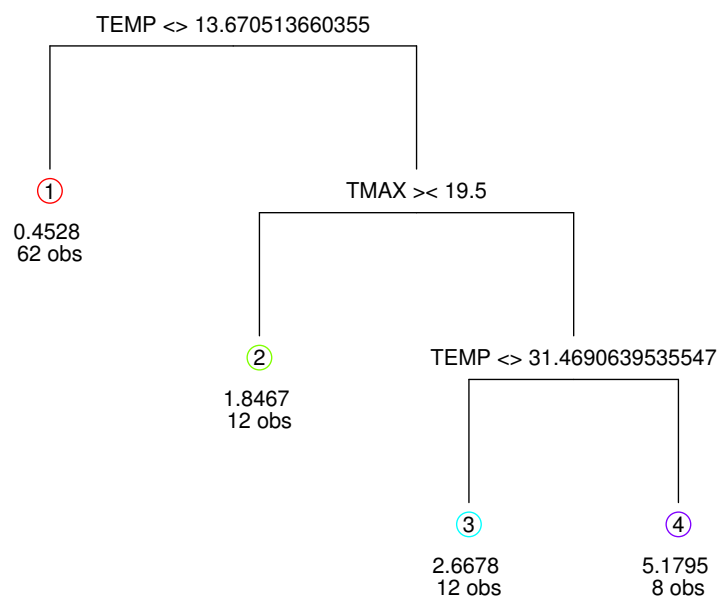 TEMP <> 13.670513660355
1
0.4528
62 obs
TMAX >< 19.5
2
1.8467
12 obs
TEMP <> 31.4690639535547
3
2.6678
12 obs
4
5.1795
8 obs